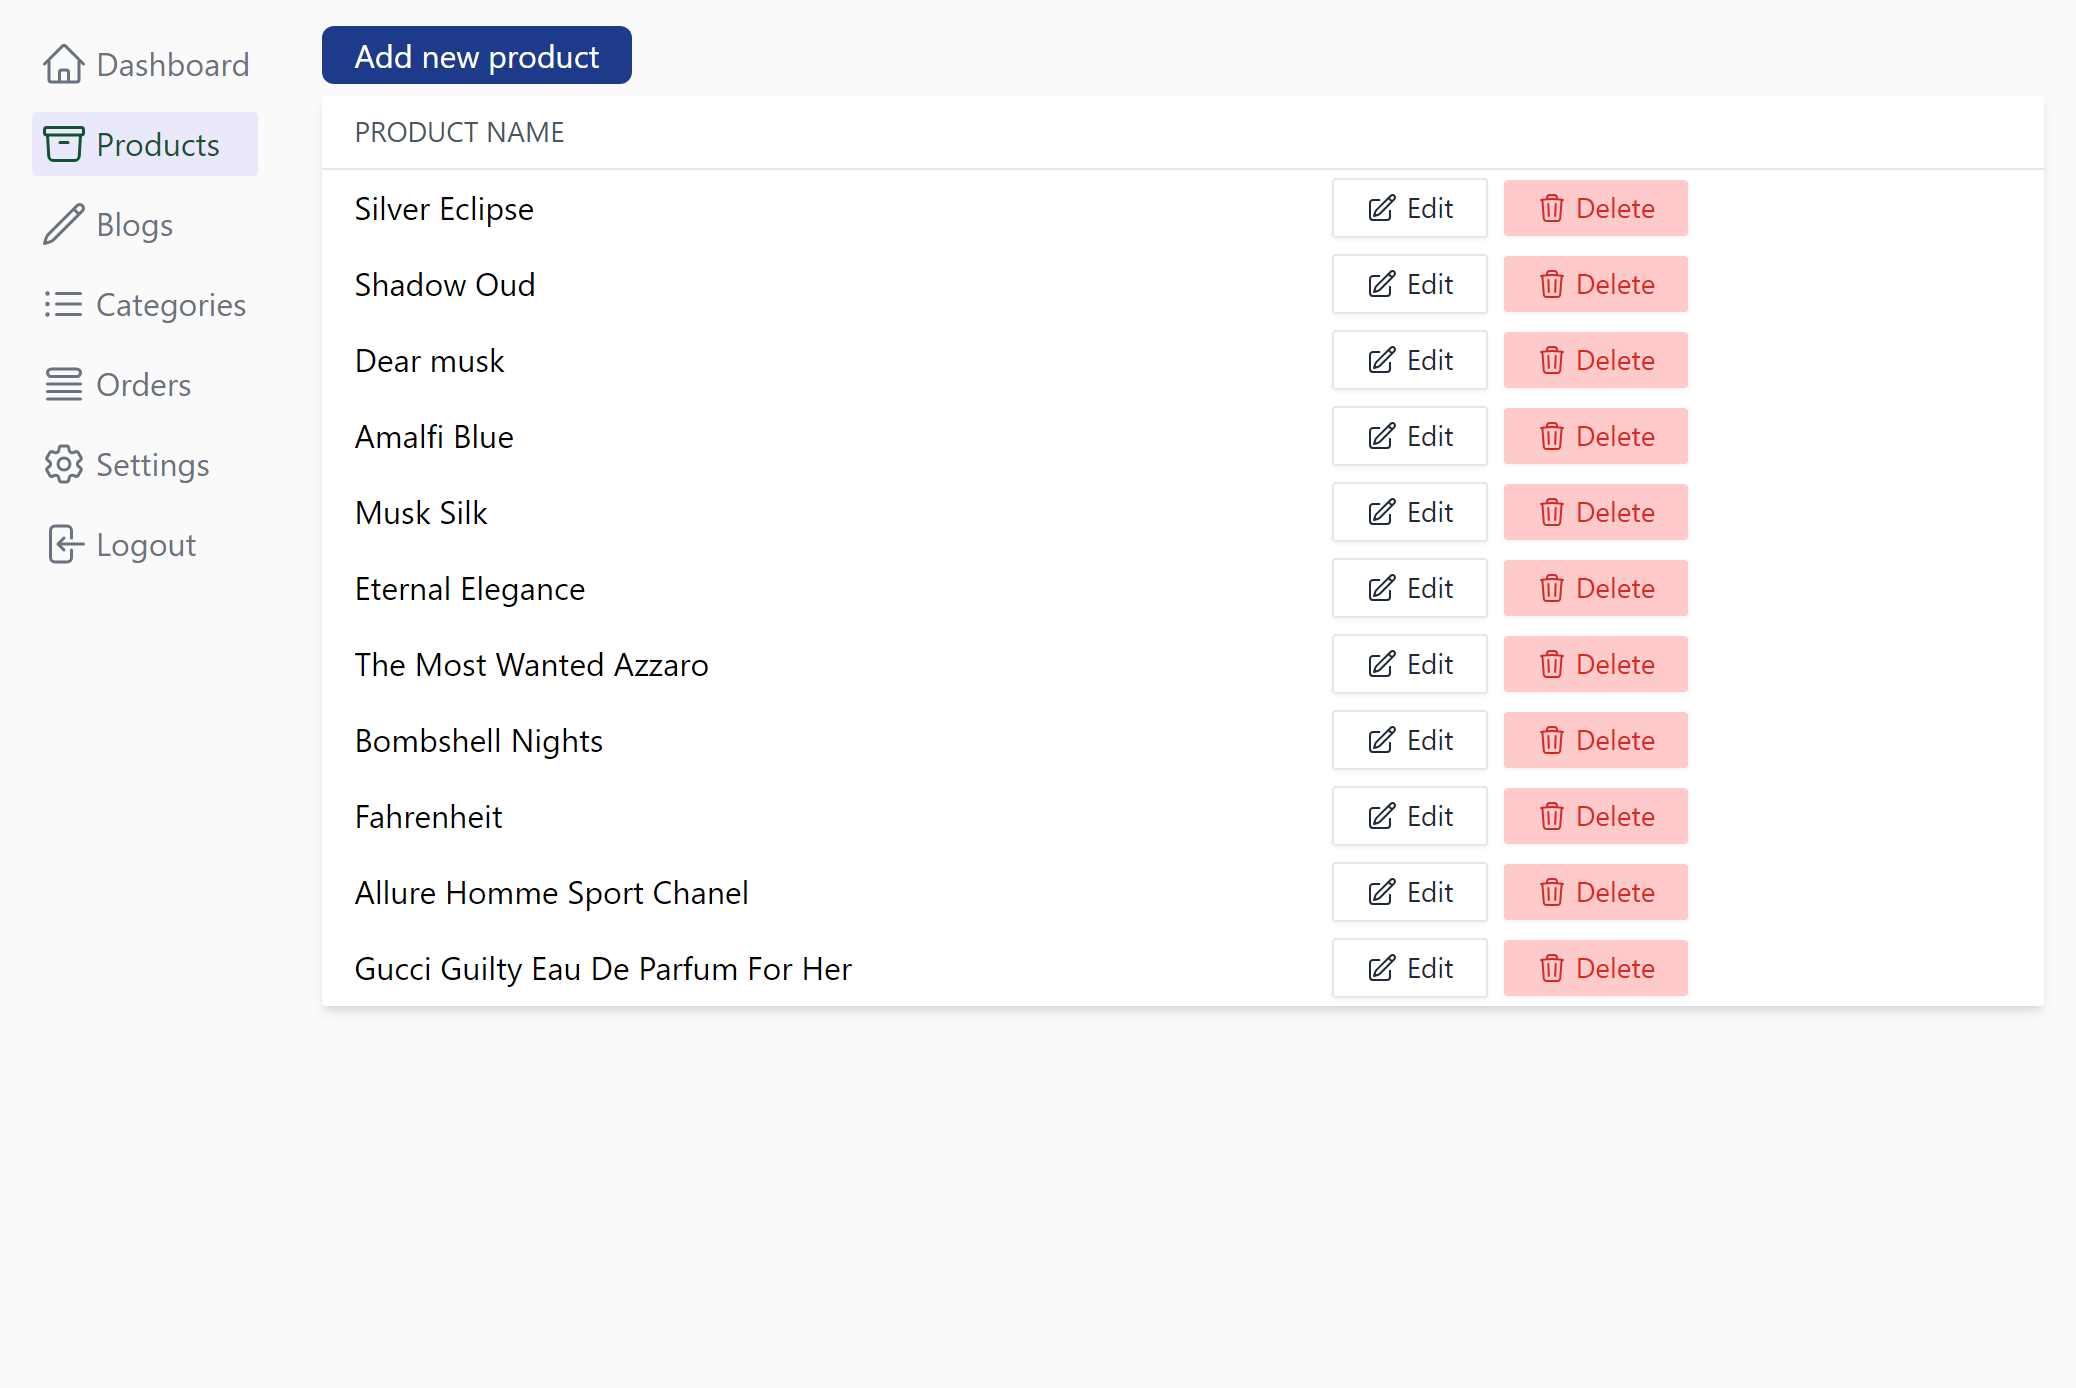 Dashboard
Products
Blogs
Categories
Orders
Settings
Logout
Add new product
PRODUCT NAME
Silver Eclipse Edit Delete
Shadow Oud Edit Delete
Dear musk Edit Delete
Amalfi Blue Edit Delete
Musk Silk Edit Delete
Eternal Elegance Edit Delete
The Most Wanted Azzaro Edit Delete
Bombshell Nights Edit Delete
Fahrenheit Edit Delete
Allure Homme Sport Chanel Edit Delete
Gucci Guilty Eau De Parfum For Her Edit Delete